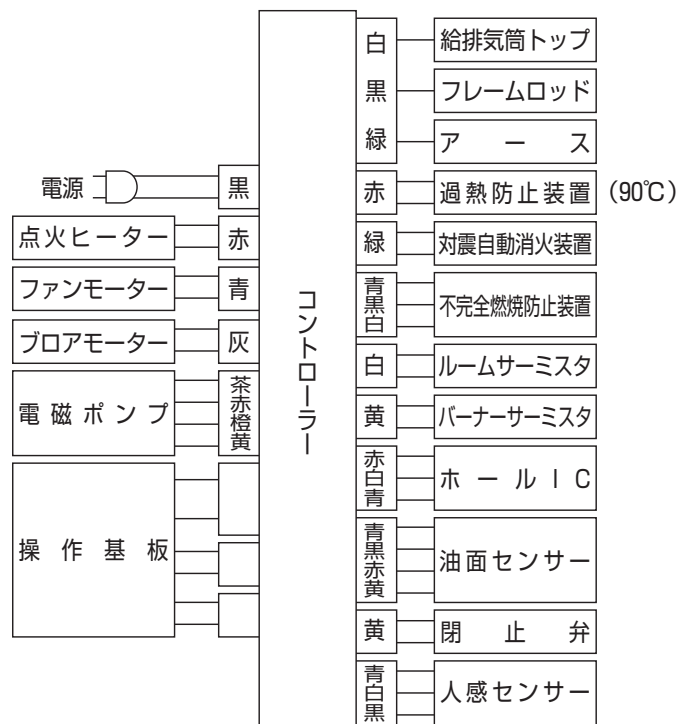 電源
黒
点火ヒーター
赤
ファンモーター
青
ブロアモーター
灰
電磁ポンプ
茶赤橙黄
操作基板
コントローラー
白
給排気筒トップ
黒
フレームロッド
緑
アース
赤
過熱防止装置
(90℃)
緑
対震自動消火装置
青黒白
不完全燃焼防止装置
白
ルームサーミスタ
黄
バーナーサーミスタ
赤白青
ホールIC
青黒赤黄
油面センサー
黄
閉止弁
青白黒
人感センサー